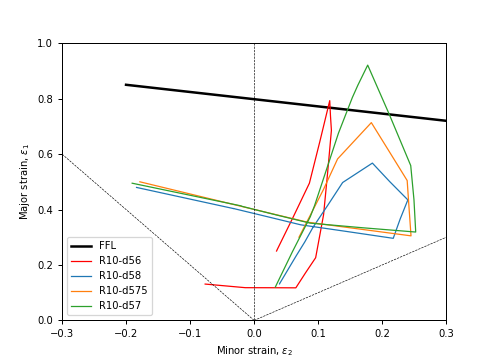 1.0
0.8
0.6
0.4
0.2
0.0
Major strain, ε1
FFL
R10-d56
R10-d58
R10-d575
R10-d57
−0.3 −0.2 −0.1 0.0 0.1 0.2 0.3
Minor strain, ε2